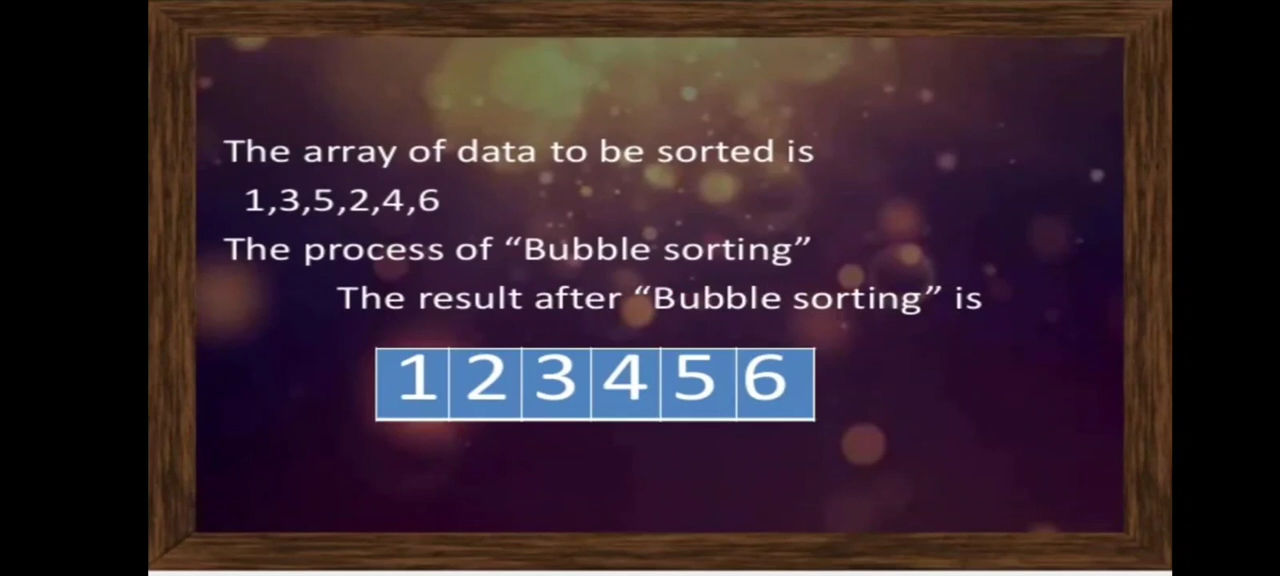 The array of data to be sorted is
1,3,5,2,4,6
The process of “Bubble sorting”
The result after “Bubble sorting” is
1 2 3 4 5 6